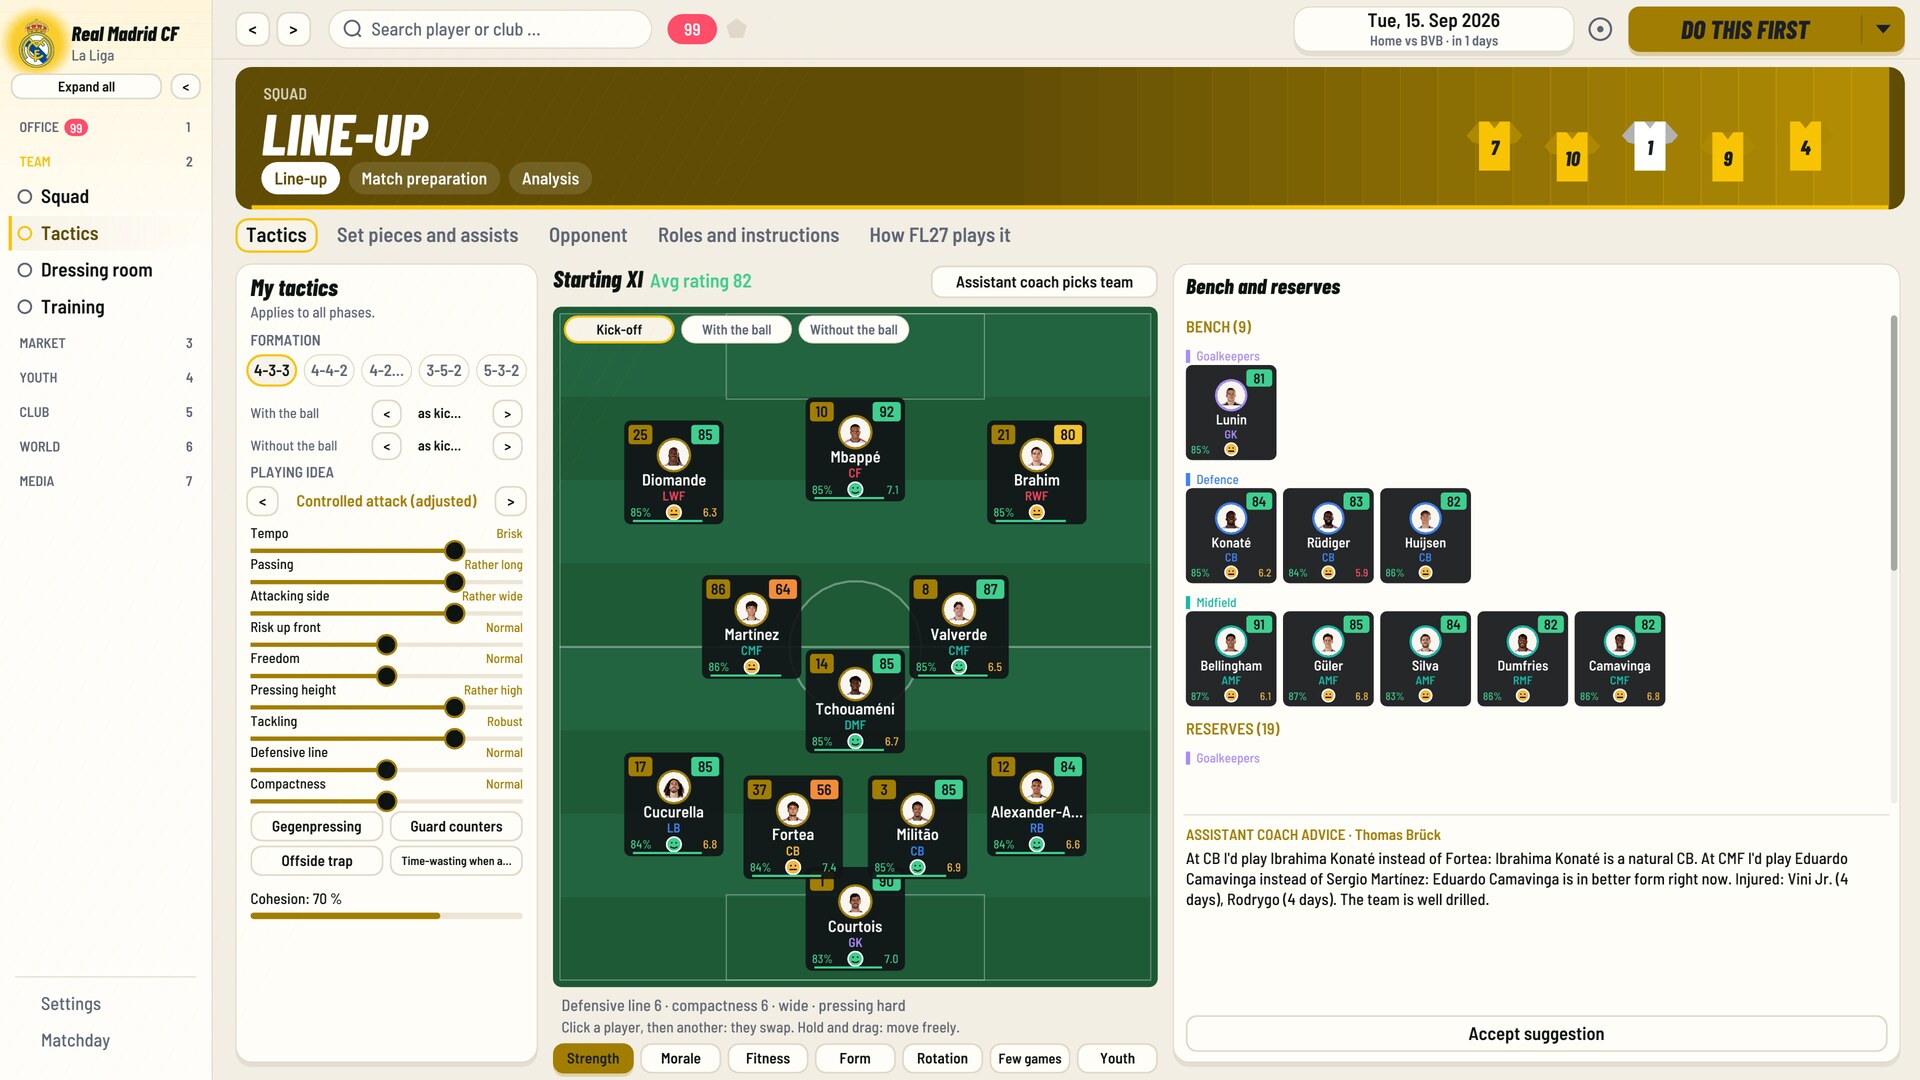 Real Madrid CF
La Liga
Expand all
<
OFFICE 99 1
TEAM 2
Squad
Tactics
Dressing room
Training
MARKET 3
YOUTH 4
CLUB 5
WORLD 6
MEDIA 7
Settings
Matchday
< >
Search player or club ...
99
Tue, 15. Sep 2026
Home vs BVB · in 1 days
DO THIS FIRST
SQUAD
LINE-UP
Line-up Match preparation Analysis
7 10 1 9 4
Tactics Set pieces and assists Opponent Roles and instructions How FL27 plays it
My tactics
Applies to all phases.
FORMATION
4-3-3 4-4-2 4-2... 3-5-2 5-3-2
With the ball < as kic... >
Without the ball < as kic... >
PLAYING IDEA
< Controlled attack (adjusted) >
Tempo Brisk
Passing Rather long
Attacking side Rather wide
Risk up front Normal
Freedom Normal
Pressing height Rather high
Tackling Robust
Defensive line Normal
Compactness Normal
Gegenpressing Guard counters
Offside trap Time-wasting when a...
Cohesion: 70 %
Starting XI Avg rating 82
Assistant coach picks team
Kick-off With the ball Without the ball
10 92
Mbappé
CF
85% 7.1
25 85
Diomande
LWF
85% 6.3
21 80
Brahim
RWF
85%
86 64
Martínez
CMF
86%
8 87
Valverde
CMF
85% 6.5
14 85
Tchouaméni
DMF
85% 6.7
17 85
Cucurella
LB
84% 6.8
37 56
Fortea
CB
84% 7.4
3 85
Militão
CB
85% 6.9
12 84
Alexander-A...
RB
84% 6.6
1 90
Courtois
GK
83% 7.0
Defensive line 6 · compactness 6 · wide · pressing hard
Click a player, then another: they swap. Hold and drag: move freely.
Strength Morale Fitness Form Rotation Few games Youth
Bench and reserves
BENCH (9)
Goalkeepers
81
Lunin
GK
85%
Defence
84
Konaté
CB
85% 6.2
83
Rüdiger
CB
84% 5.9
82
Huijsen
CB
86%
Midfield
91
Bellingham
AMF
87% 6.1
85
Güler
AMF
87% 6.8
84
Silva
AMF
83%
82
Dumfries
RMF
86%
82
Camavinga
CMF
86% 6.8
RESERVES (19)
Goalkeepers
ASSISTANT COACH ADVICE · Thomas Brück
At CB I'd play Ibrahima Konaté instead of Fortea: Ibrahima Konaté is a natural CB. At CMF I'd play Eduardo
Camavinga instead of Sergio Martínez: Eduardo Camavinga is in better form right now. Injured: Vini Jr. (4
days), Rodrygo (4 days). The team is well drilled.
Accept suggestion